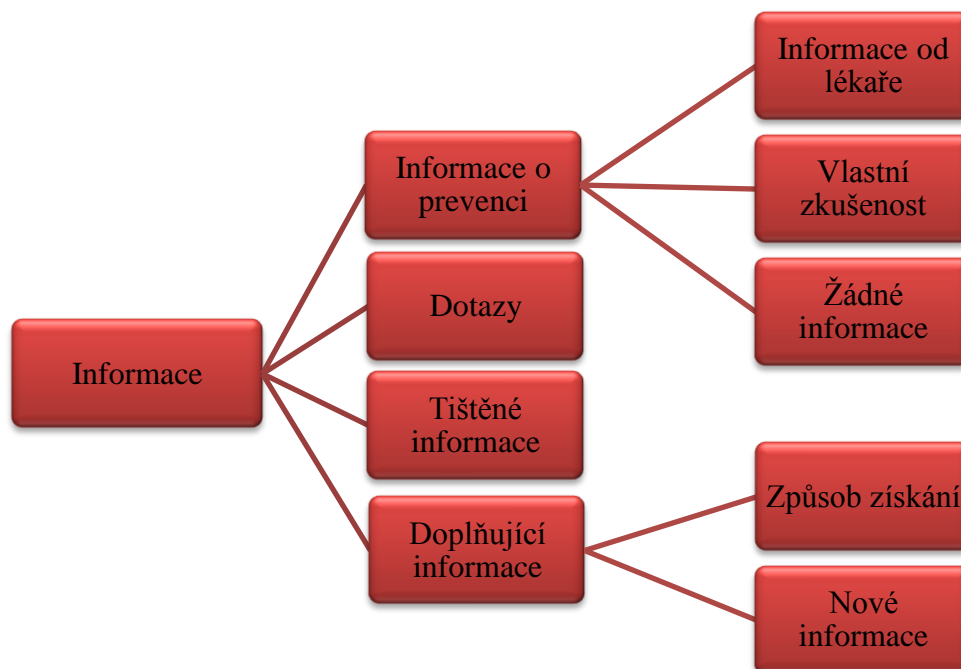 Informace
Informace o
prevenci
Informace od
lékaře
Vlastní
zkušenost
Žádné
informace
Dotazy
Tištěné
informace
Doplňující
informace
Způsob získání
Nové
informace